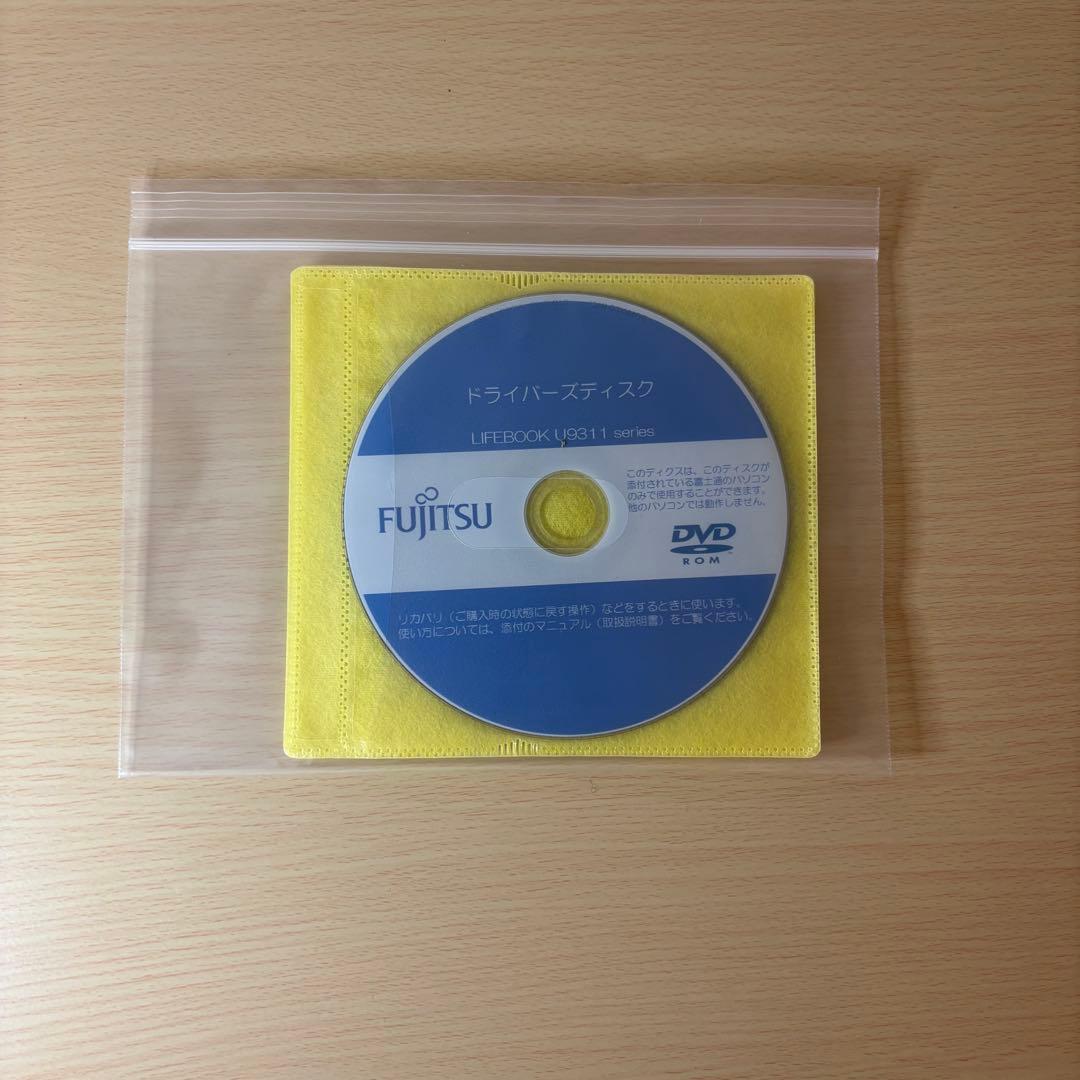 ドライバーズディスク
LIFEBOOK U9311 series
このディクスは、このディスクが
添付されている富士通のパソコン
のみで使用することができます。
他のパソコンでは動作しません。
FUJITSU
DVD
ROM
リカバリ（ご購入時の状態に戻す操作）などをするときに使います。
使い方については、添付のマニュアル（取扱説明書）をご覧ください。